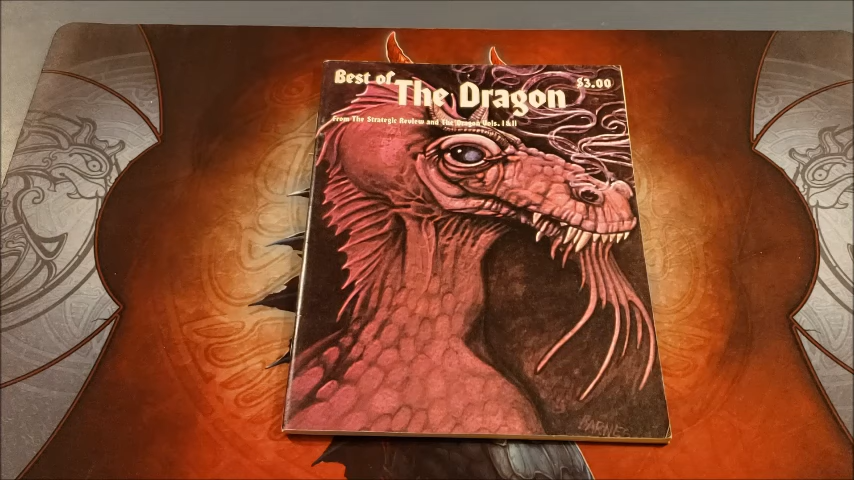 Best of
$3.00
The Dragon
From The Strategic Review and The Dragon Vols. I & II